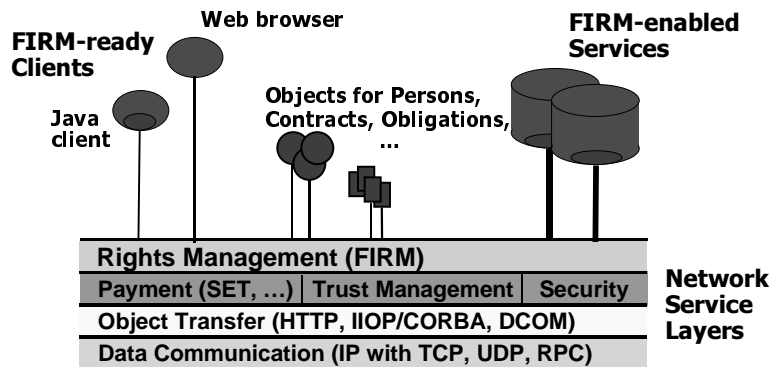 Web browser
FIRM-ready
Clients
FIRM-enabled
Services
Java
client
Objects for Persons,
Contracts, Obligations,
...
Rights Management (FIRM)
Payment (SET, …) Trust Management Security
Object Transfer (HTTP, IIOP/CORBA, DCOM)
Data Communication (IP with TCP, UDP, RPC)
Network
Service
Layers